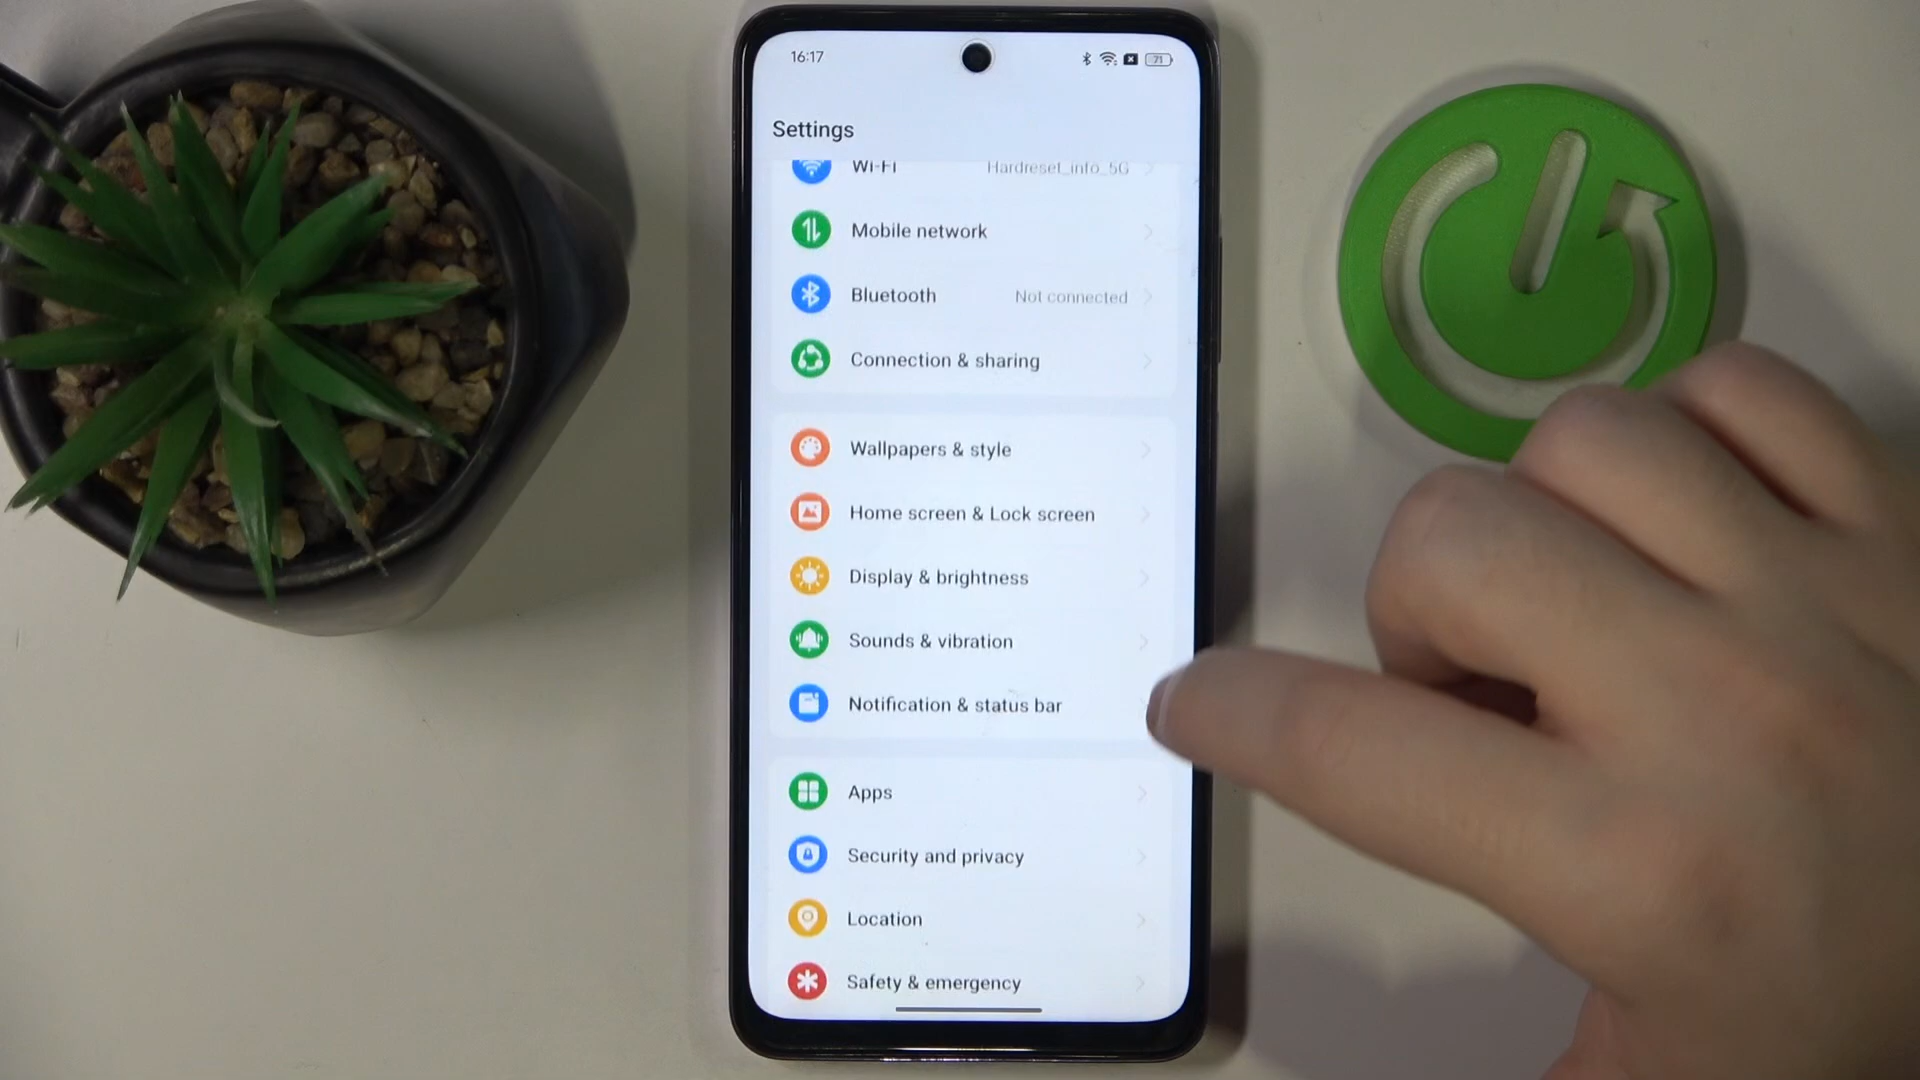 16:17
71
Settings
Wi-Fi Hardreset_info_5G
Mobile network
Bluetooth Not connected
Connection & sharing
Wallpapers & style
Home screen & Lock screen
Display & brightness
Sounds & vibration
Notification & status bar
Apps
Security and privacy
Location
Safety & emergency